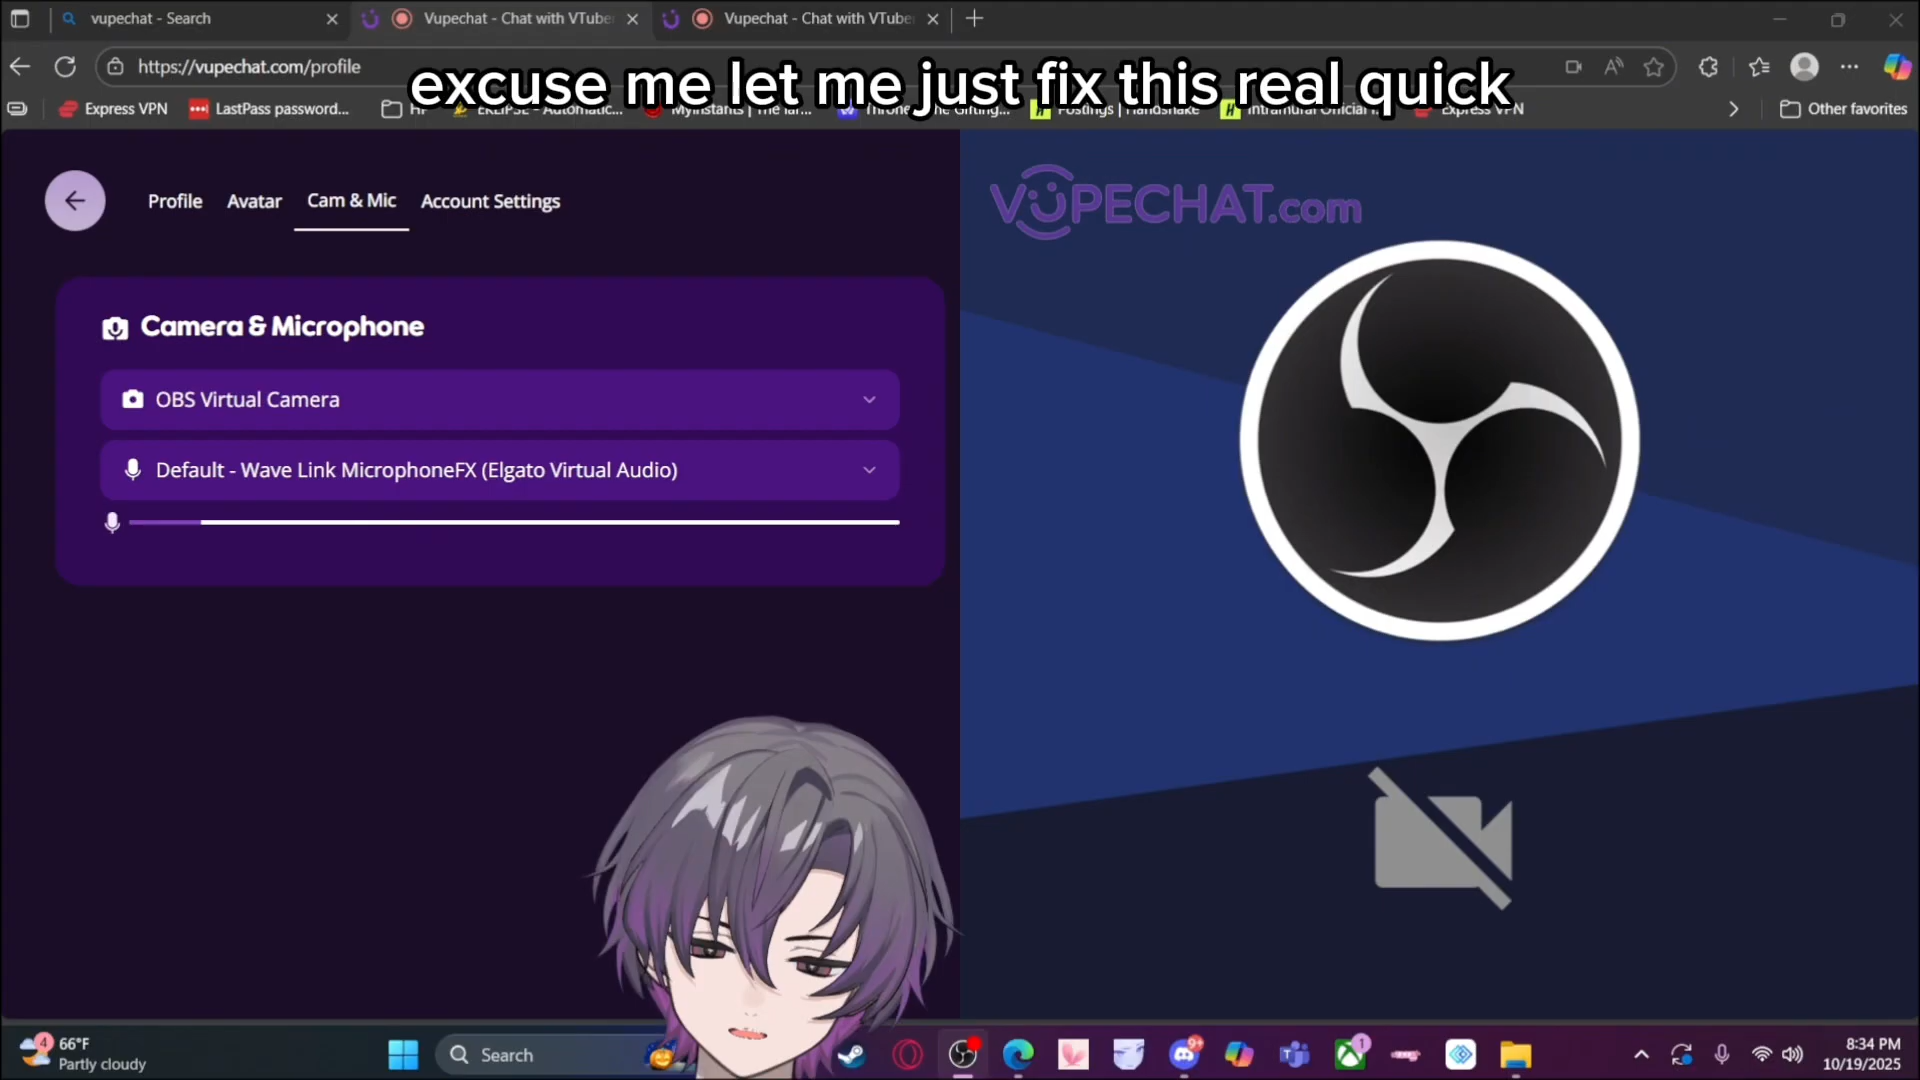 vupechat - Search
Vupechat - Chat with VTube
Vupechat - Chat with VTube
https://vupechat.com/profile
excuse me let me just fix this real quick
Express VPN
LastPass password...
Other favorites
Profile
Avatar
Cam & Mic
Account Settings
VUPECHAT.com
Camera & Microphone
OBS Virtual Camera
Default - Wave Link MicrophoneFX (Elgato Virtual Audio)
4
66°F
Partly cloudy
Search
9+
1
8:34 PM
10/19/2025